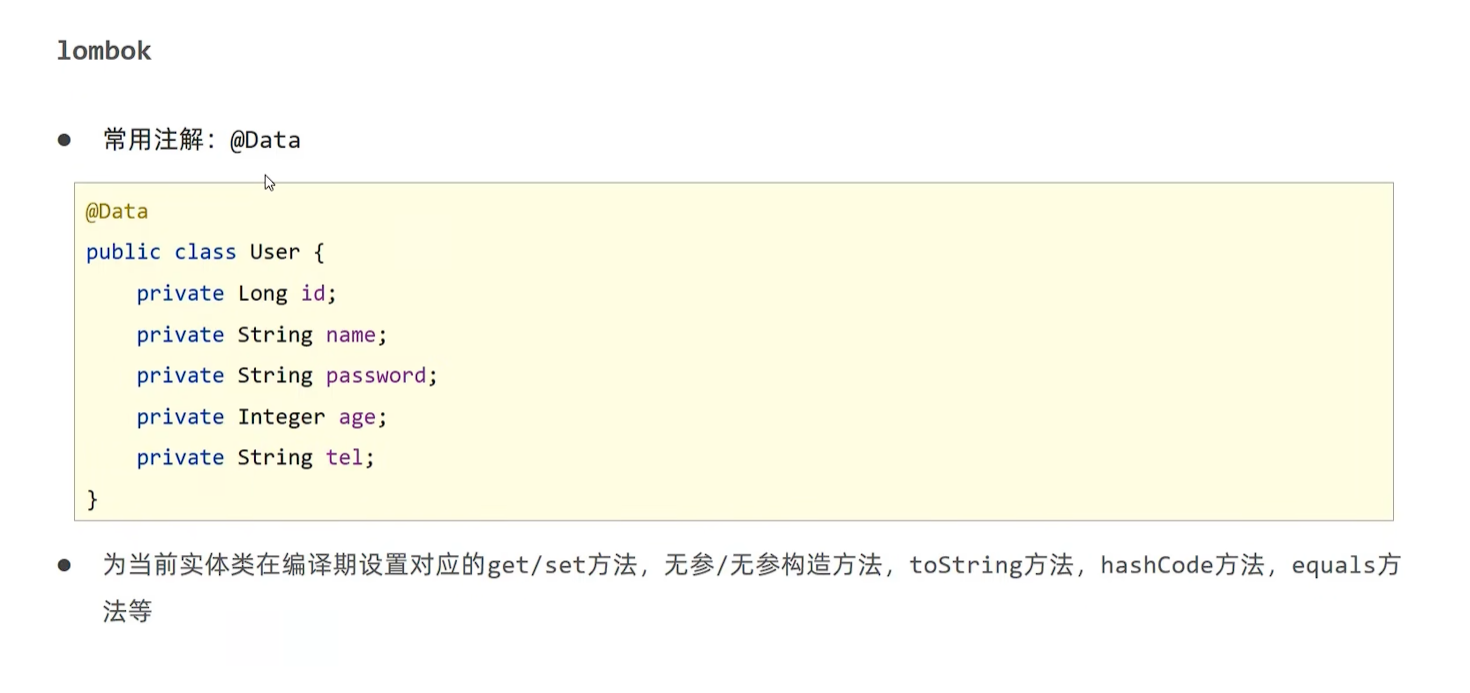 lombok
● 常用注解：@Data
@Data
public class User {
    private Long id;
    private String name;
    private String password;
    private Integer age;
    private String tel;
}
● 为当前实体类在编译期设置对应的get/set方法，无参/无参构造方法，toString方法，hashCode方法，equals方
法等